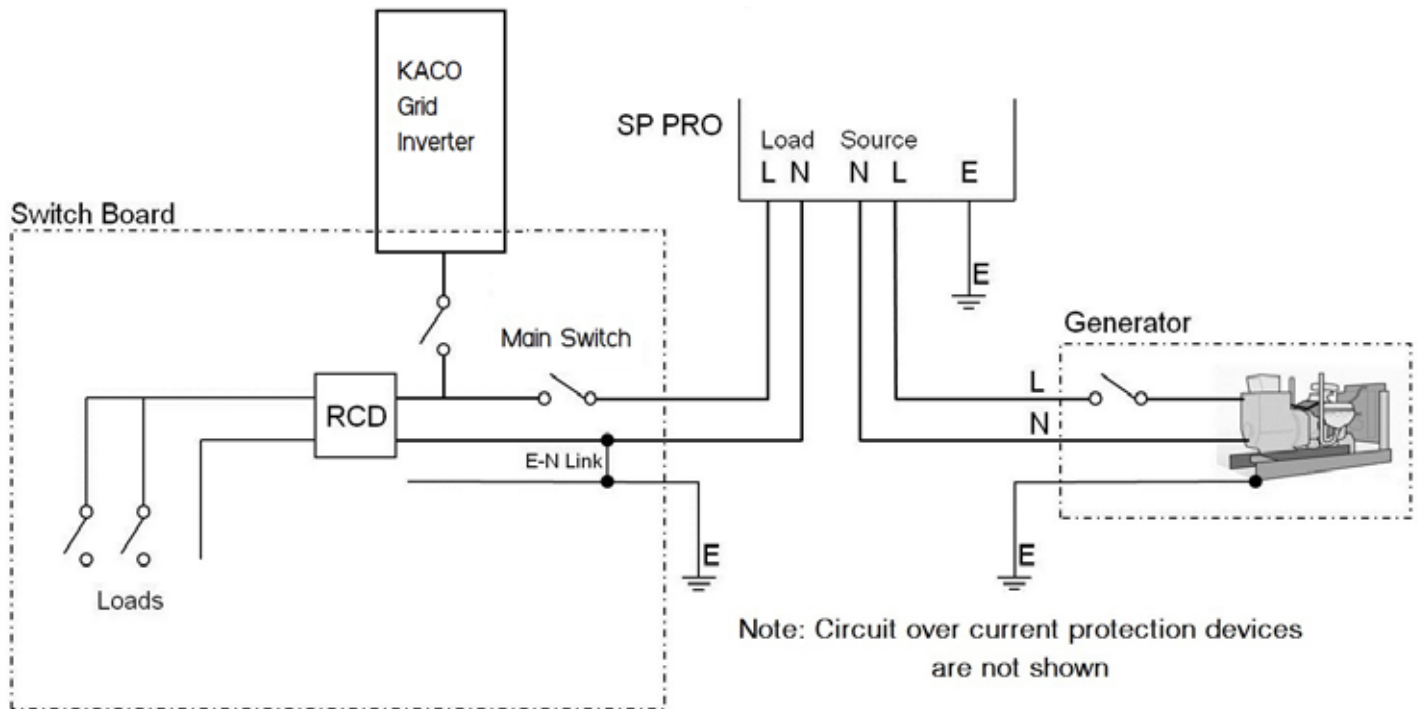 KACO
Grid
Inverter
SP PRO
Load Source
L N N L E
Switch Board
E
Main Switch
Generator
L
RCD
N
E-N Link
E
E
Loads
Note: Circuit over current protection devices
are not shown